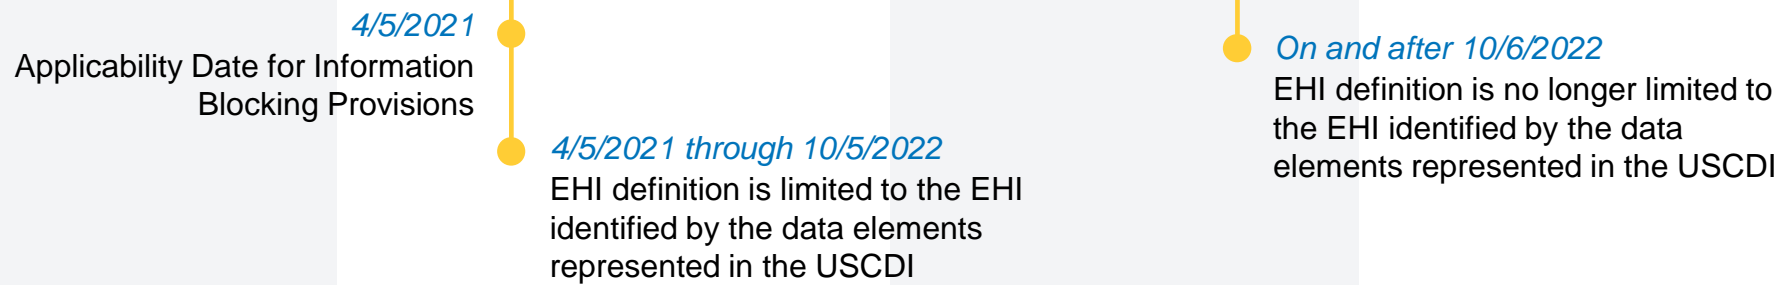 4/5/2021
Applicability Date for Information
Blocking Provisions
4/5/2021 through 10/5/2022
EHI definition is limited to the EHI
identified by the data elements
represented in the USCDI
On and after 10/6/2022
EHI definition is no longer limited to
the EHI identified by the data
elements represented in the USCDI